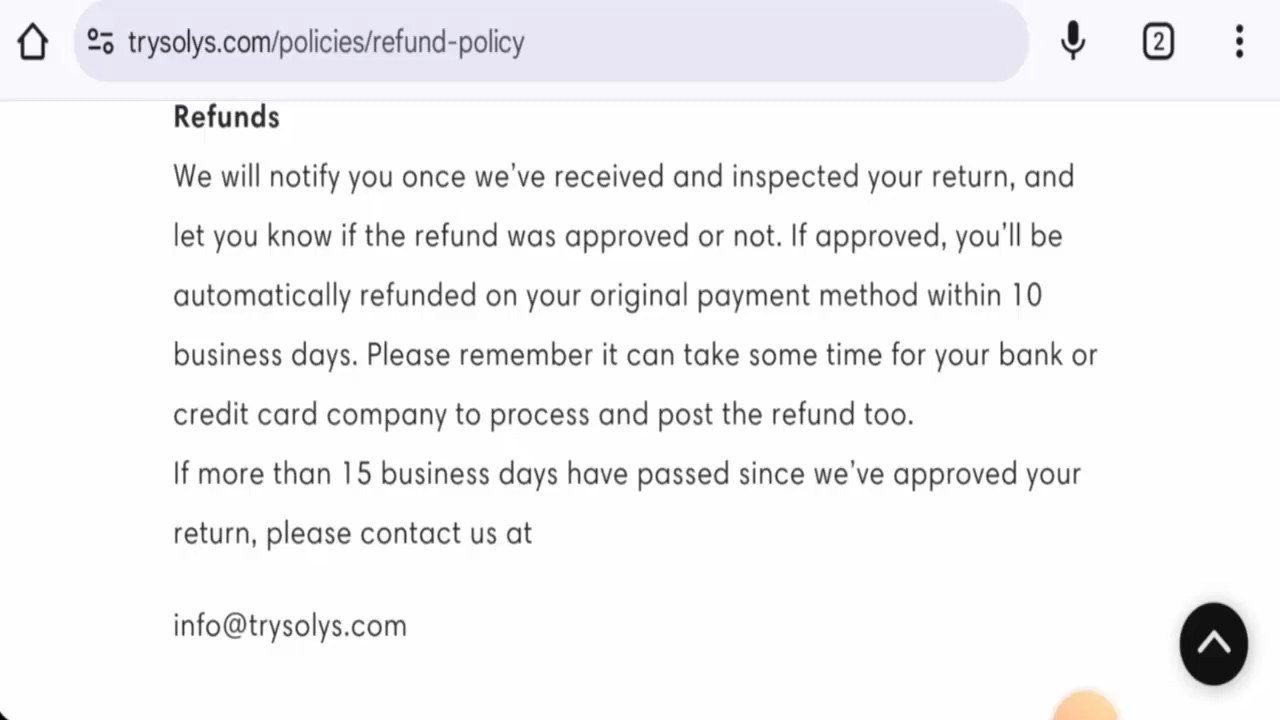 trysolys.com/policies/refund-policy
2
Refunds
We will notify you once we've received and inspected your return, and
let you know if the refund was approved or not. If approved, you'll be
automatically refunded on your original payment method within 10
business days. Please remember it can take some time for your bank or
credit card company to process and post the refund too.
If more than 15 business days have passed since we've approved your
return, please contact us at
info@trysolys.com